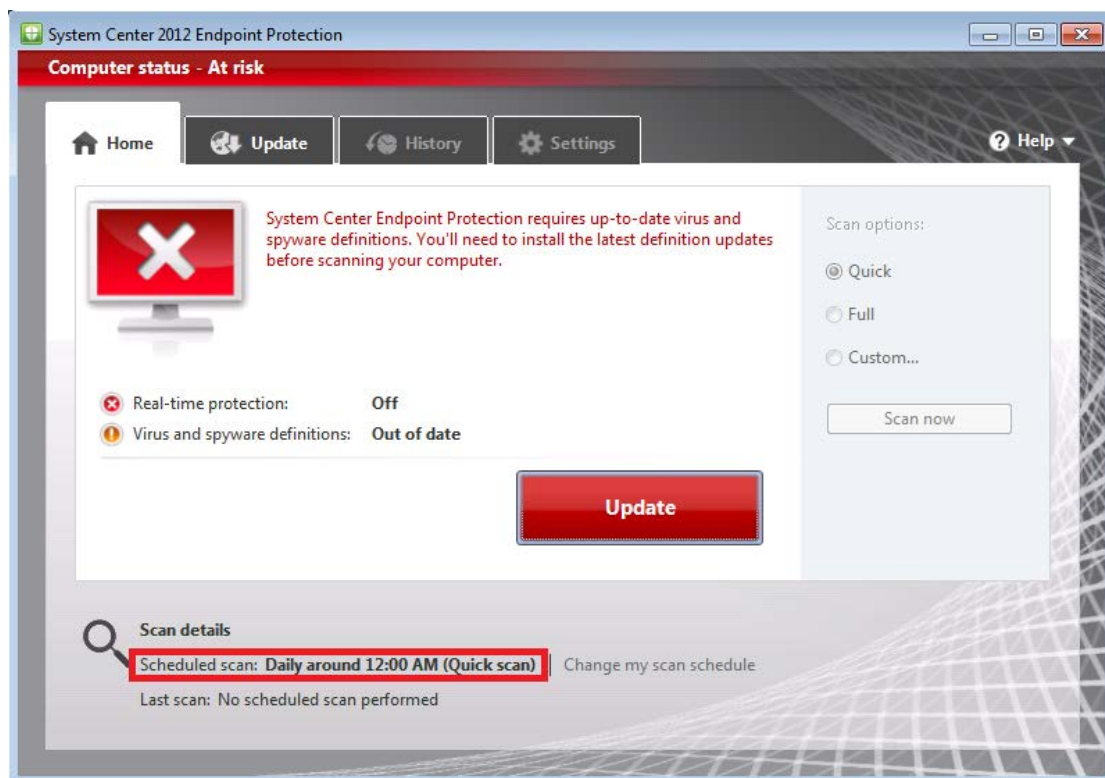 System Center 2012 Endpoint Protection
Computer status - At risk
Home
Update
History
Settings
Help
System Center Endpoint Protection requires up-to-date virus and
spyware definitions. You'll need to install the latest definition updates
before scanning your computer.
Real-time protection: Off
Virus and spyware definitions: Out of date
Update
Scan options:
Quick
Full
Custom...
Scan now
Scan details
Scheduled scan: Daily around 12:00 AM (Quick scan) Change my scan schedule
Last scan: No scheduled scan performed